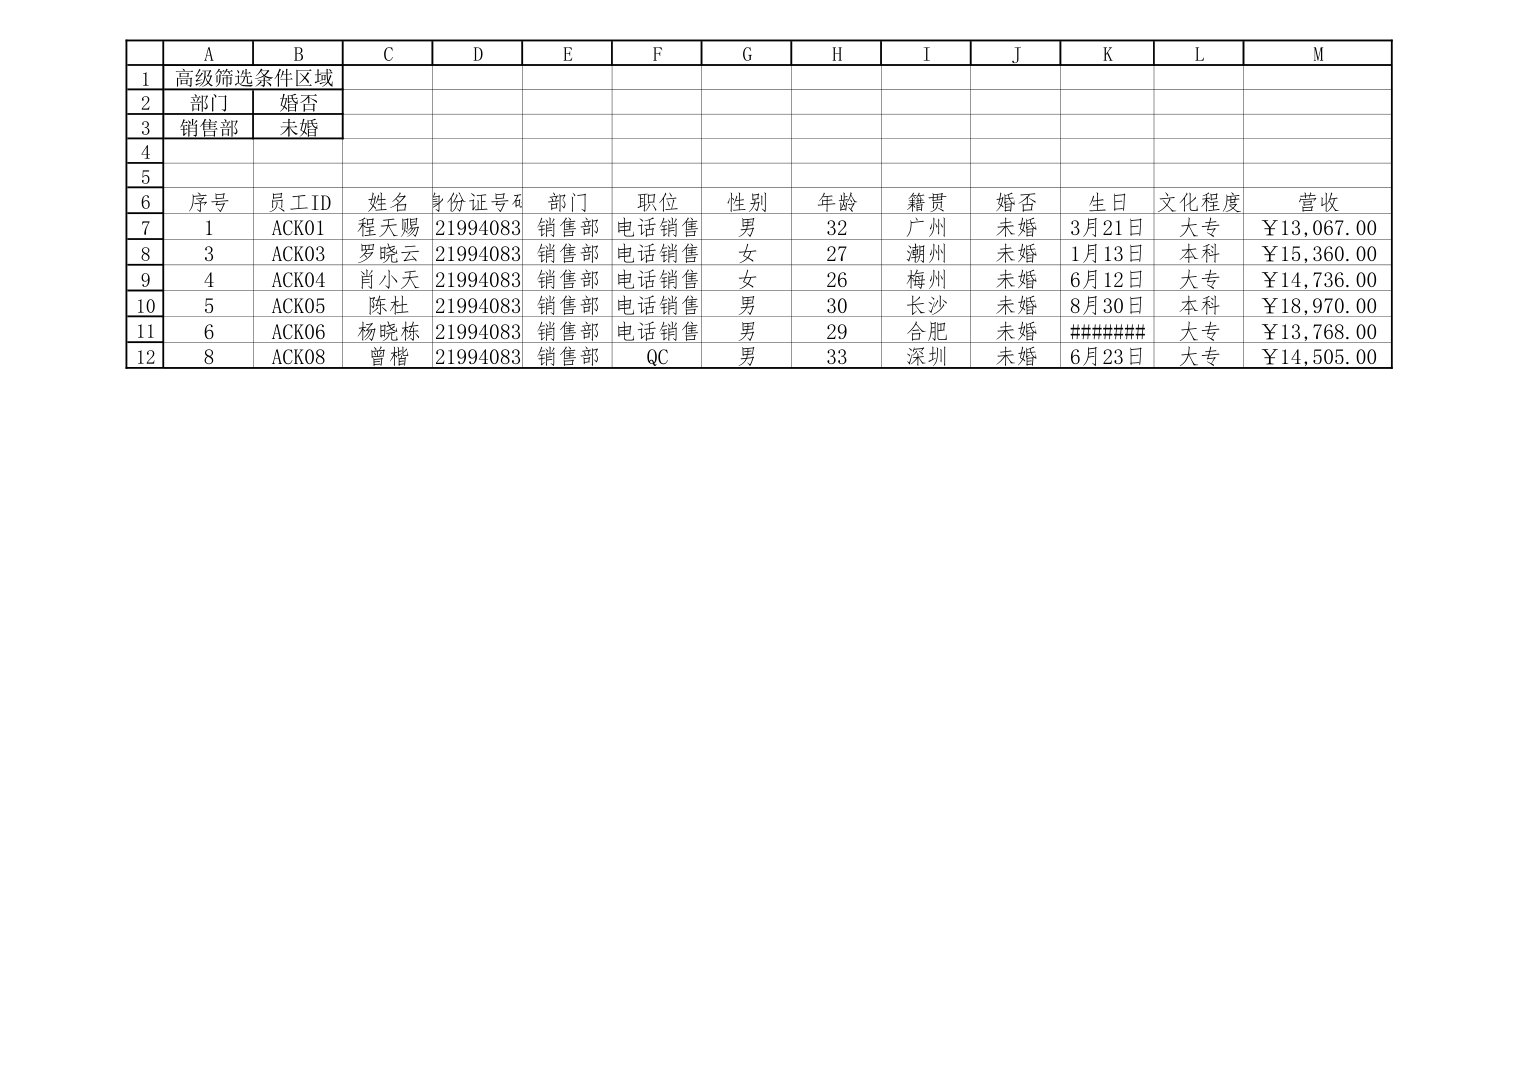 A B C D E F G H I J K L M
1 高级筛选条件区域
2 部门 婚否
3 销售部 未婚
4
5
6 序号 员工ID 姓名 身份证号码 部门 职位 性别 年龄 籍贯 婚否 生日 文化程度 营收
7 1 ACK01 程天赐 21994083 销售部 电话销售 男 32 广州 未婚 3月21日 大专 ￥13,067.00
8 3 ACK03 罗晓云 21994083 销售部 电话销售 女 27 潮州 未婚 1月13日 本科 ￥15,360.00
9 4 ACK04 肖小天 21994083 销售部 电话销售 女 26 梅州 未婚 6月12日 大专 ￥14,736.00
10 5 ACK05 陈杜 21994083 销售部 电话销售 男 30 长沙 未婚 8月30日 本科 ￥18,970.00
11 6 ACK06 杨晓栋 21994083 销售部 电话销售 男 29 合肥 未婚 ####### 大专 ￥13,768.00
12 8 ACK08 曾楷 21994083 销售部 QC 男 33 深圳 未婚 6月23日 大专 ￥14,505.00